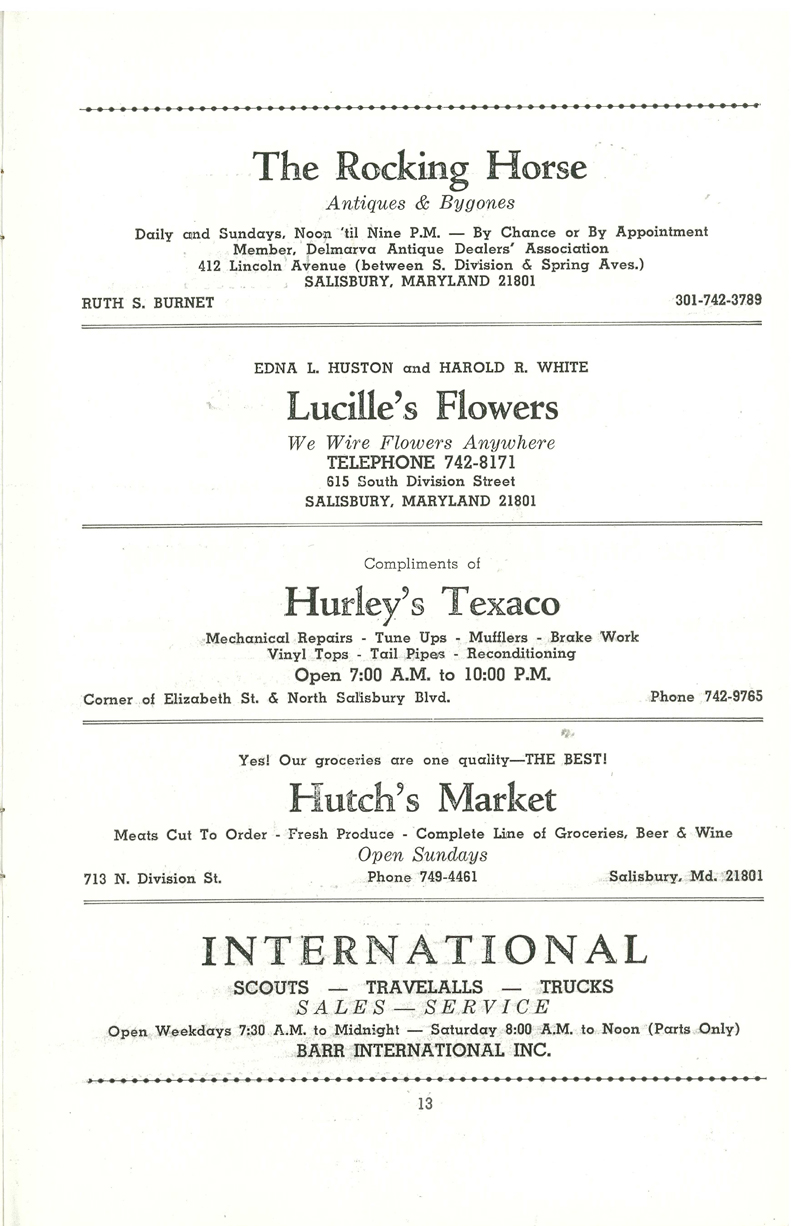 The Rocking Horse
Antiques & Bygones
Daily and Sundays, Noon 'til Nine P.M. — By Chance or By Appointment
Member, Delmarva Antique Dealers' Association
412 Lincoln Avenue (between S. Division & Spring Aves.)
SALISBURY, MARYLAND 21801
RUTH S. BURNET 301-742-3789
EDNA L. HUSTON and HAROLD R. WHITE
Lucille's Flowers
We Wire Flowers Anywhere
TELEPHONE 742-8171
615 South Division Street
SALISBURY, MARYLAND 21801
Compliments of
Hurley's Texaco
Mechanical Repairs - Tune Ups - Mufflers - Brake Work
Vinyl Tops - Tail Pipes - Reconditioning
Open 7:00 A.M. to 10:00 P.M.
Corner of Elizabeth St. & North Salisbury Blvd. Phone 742-9765
Yes! Our groceries are one quality—THE BEST!
Hutch's Market
Meats Cut To Order - Fresh Produce - Complete Line of Groceries, Beer & Wine
Open Sundays
713 N. Division St. Phone 749-4461 Salisbury, Md. 21801
INTERNATIONAL
SCOUTS — TRAVELALLS — TRUCKS
SALES — SERVICE
Open Weekdays 7:30 A.M. to Midnight — Saturday 8:00 A.M. to Noon (Parts Only)
BARR INTERNATIONAL INC.
13